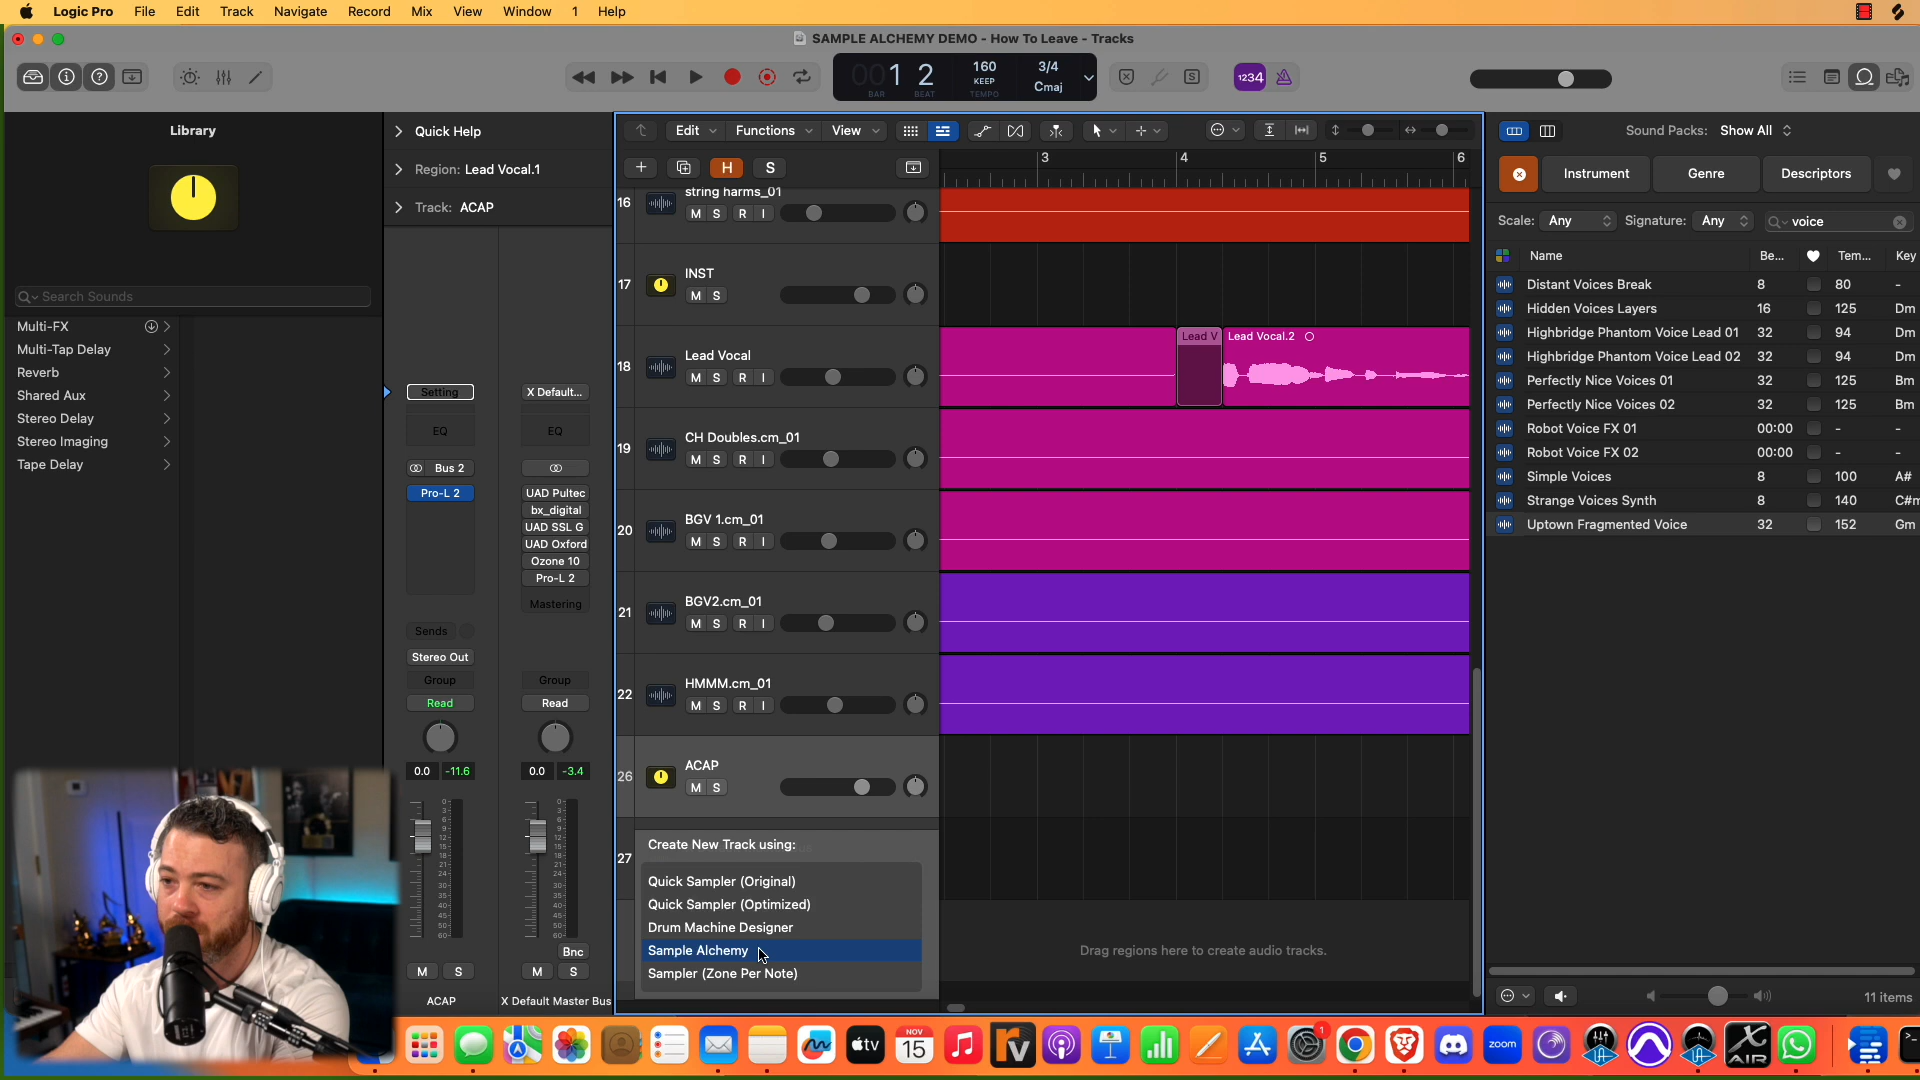 Logic Pro File Edit Track Navigate Record Mix View Window 1 Help
SAMPLE ALCHEMY DEMO - How To Leave - Tracks
001 2 160 3/4
KEEP Cmaj
BAR BEAT TEMPO
1234
Library
Quick Help
Region: Lead Vocal.1
Track: ACAP
Search Sounds
Multi-FX
Multi-Tap Delay
Reverb
Shared Aux
Stereo Delay
Stereo Imaging
Tape Delay
Setting X Default...
EQ EQ
Bus 2
Pro-L 2 UAD Pultec
bx_digital
UAD SSL G
UAD Oxford
Ozone 10
Pro-L 2
Mastering
Sends
Stereo Out
Group Group
Read Read
0.0 -11.6 0.0 -3.4
Bnc
M S M S
ACAP X Default Master Bus
Edit Functions View
H S
3 4 5 6
16 string harms_01
M S R I
17 INST
M S
18 Lead Vocal
M S R I
Lead V Lead Vocal.2
19 CH Doubles.cm_01
M S R I
20 BGV 1.cm_01
M S R I
21 BGV2.cm_01
M S R I
22 HMMM.cm_01
M S R I
26 ACAP
M S
27
Create New Track using:
Quick Sampler (Original)
Quick Sampler (Optimized)
Drum Machine Designer
Sample Alchemy
Sampler (Zone Per Note)
Drag regions here to create audio tracks.
Sound Packs: Show All
Instrument Genre Descriptors
Scale: Any Signature: Any voice
Name Be... Tem... Key
Distant Voices Break 8 80 -
Hidden Voices Layers 16 125 Dm
Highbridge Phantom Voice Lead 01 32 94 Dm
Highbridge Phantom Voice Lead 02 32 94 Dm
Perfectly Nice Voices 01 32 125 Bm
Perfectly Nice Voices 02 32 125 Bm
Robot Voice FX 01 00:00 - -
Robot Voice FX 02 00:00 - -
Simple Voices 8 100 A#
Strange Voices Synth 8 140 C#m
Uptown Fragmented Voice 32 152 Gm
11 items
tv NOV 15 1 zoom X AIR